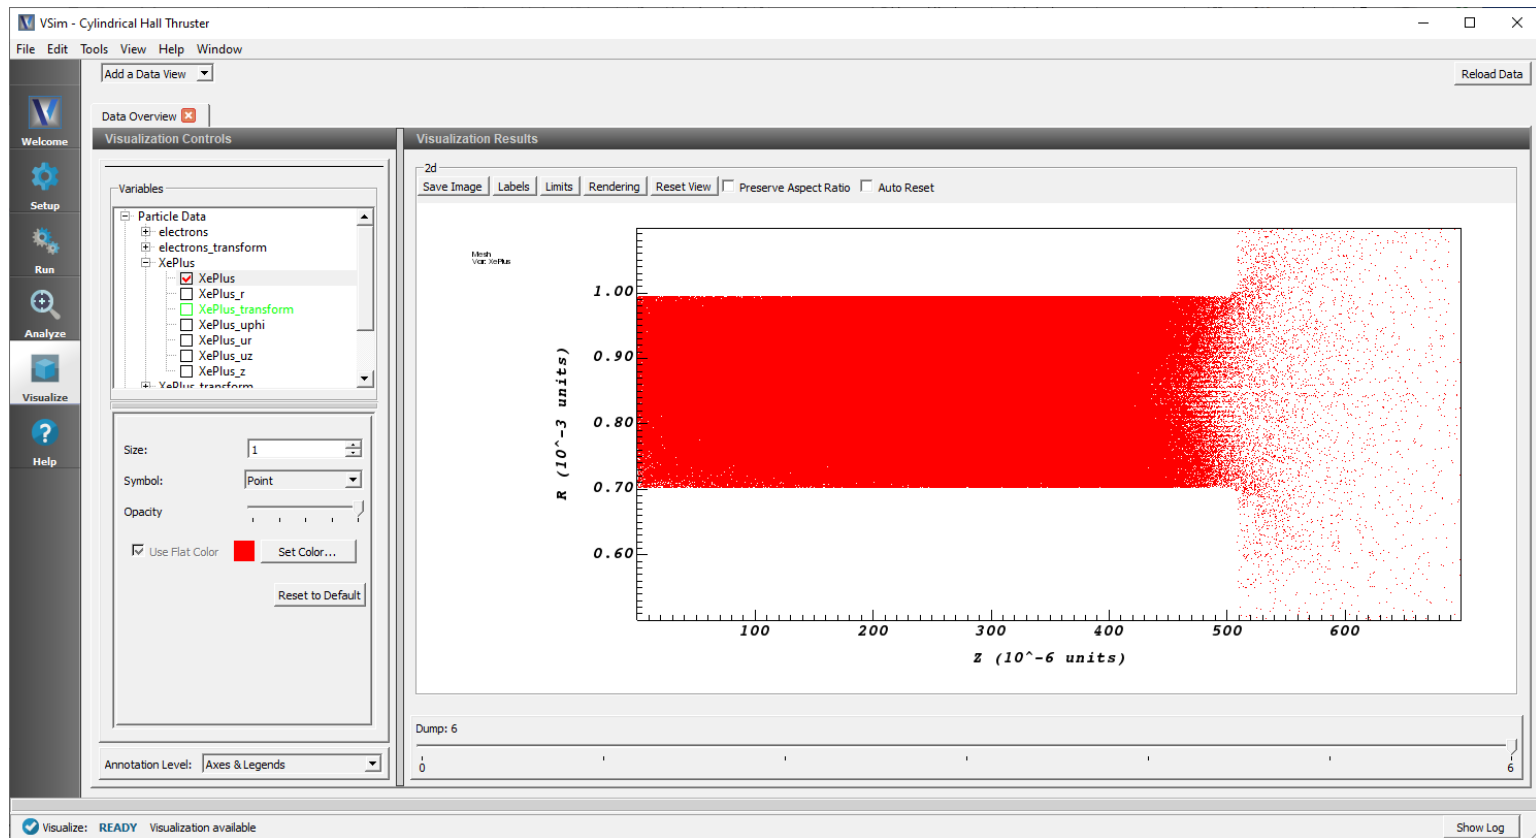 VSim - Cylindrical Hall Thruster
File Edit Tools View Help Window
Add a Data View
Reload Data
Data Overview
Welcome
Setup
Run
Analyze
Visualize
Help
Visualization Controls
Variables
Particle Data
electrons
electrons_transform
XePlus
XePlus
XePlus_r
XePlus_transform
XePlus_uphi
XePlus_ur
XePlus_uz
XePlus_z
XePlus_transform
Size: 1
Symbol: Point
Opacity
Use Flat Color Set Color...
Reset to Default
Annotation Level: Axes & Legends
Visualization Results
2d
Save Image Labels Limits Rendering Reset View Preserve Aspect Ratio Auto Reset
Mesh
Var: XePlus
1.00
0.90
0.80
0.70
0.60
R (10^-3 units)
100 200 300 400 500 600
Z (10^-6 units)
Dump: 6
0 6
Visualize: READY Visualization available
Show Log